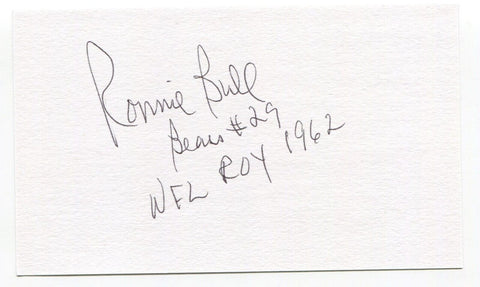 Ronnie Bull
Bears #29
NFL ROY 1962